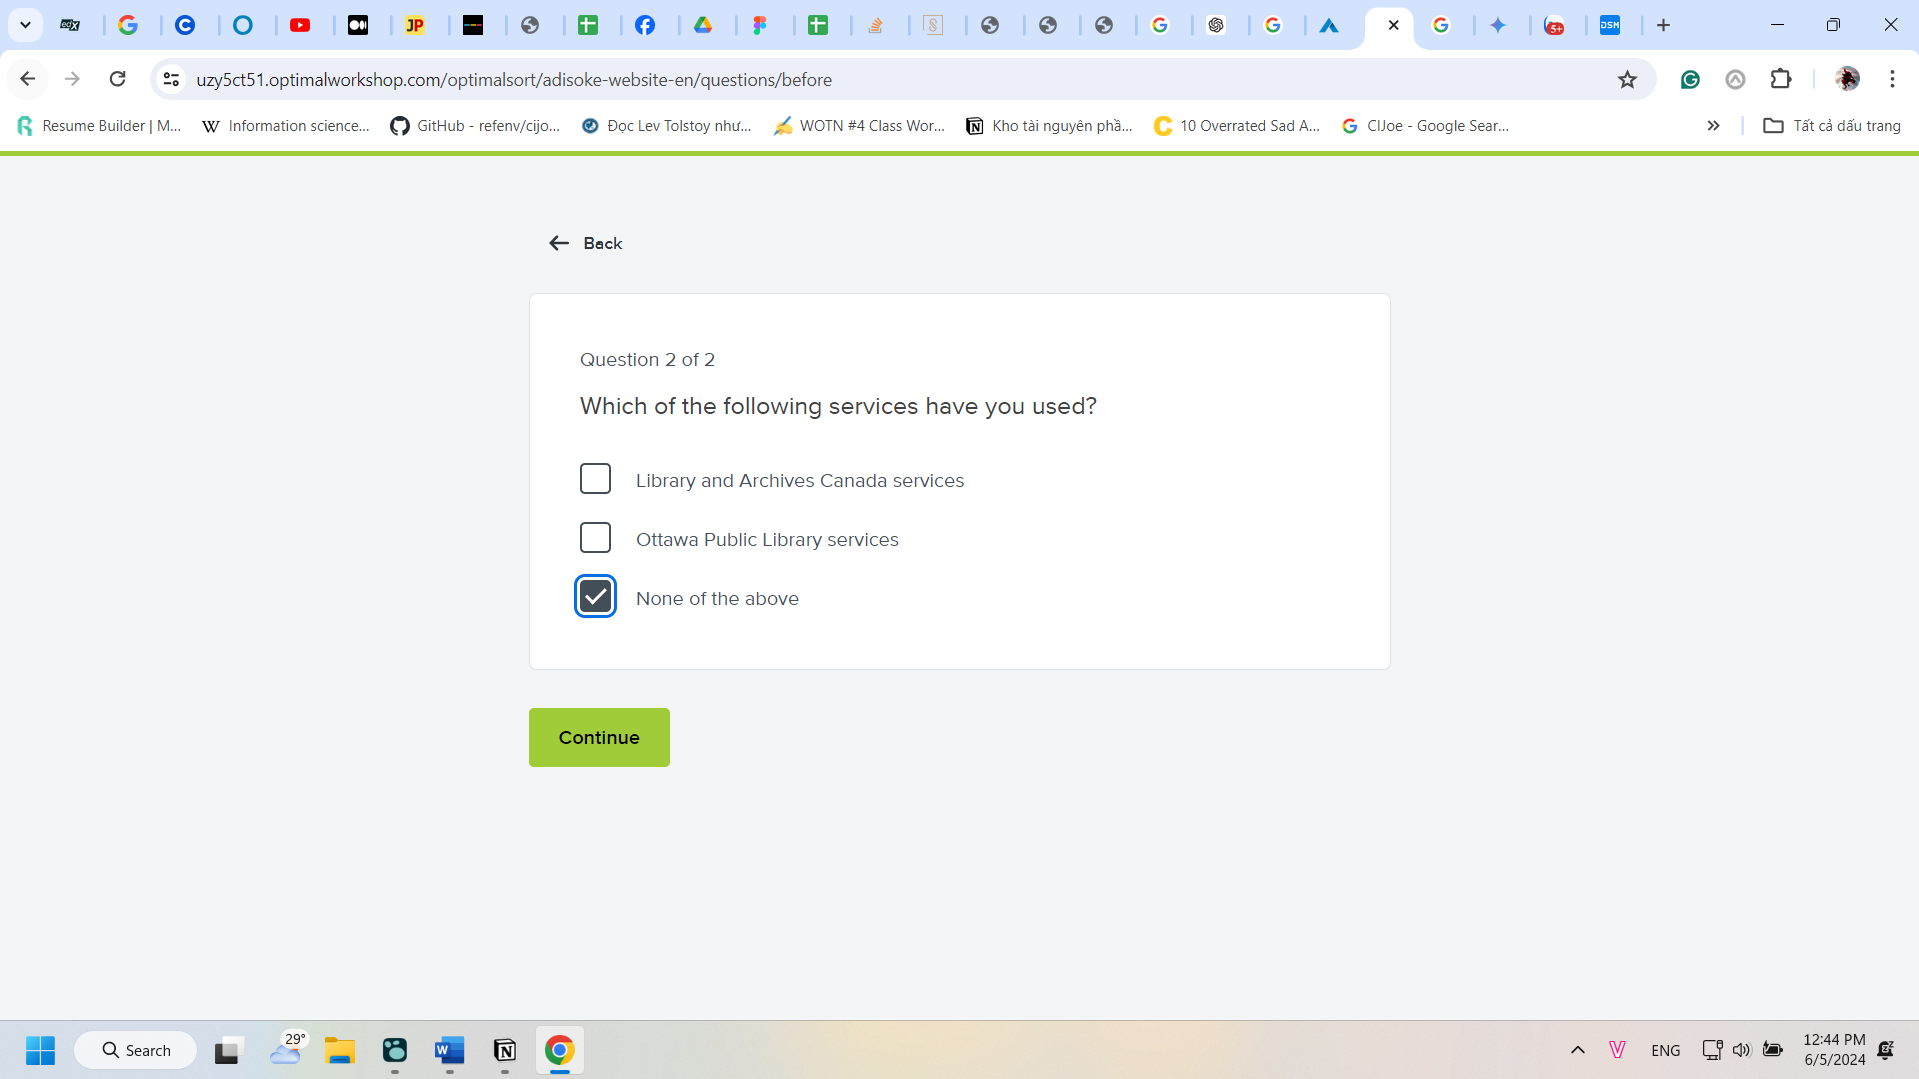 uzy5ct51.optimalworkshop.com/optimalsort/adisoke-website-en/questions/before
Resume Builder | M...
Information science...
GitHub - refenv/cijo...
Đọc Lev Tolstoy như...
WOTN #4 Class Wor...
Kho tài nguyên phầ...
10 Overrated Sad A...
CIJoe - Google Sear...
Tất cả dấu trang
Back
Question 2 of 2
Which of the following services have you used?
Library and Archives Canada services
Ottawa Public Library services
None of the above
Continue
Search
29°
ENG
12:44 PM
6/5/2024